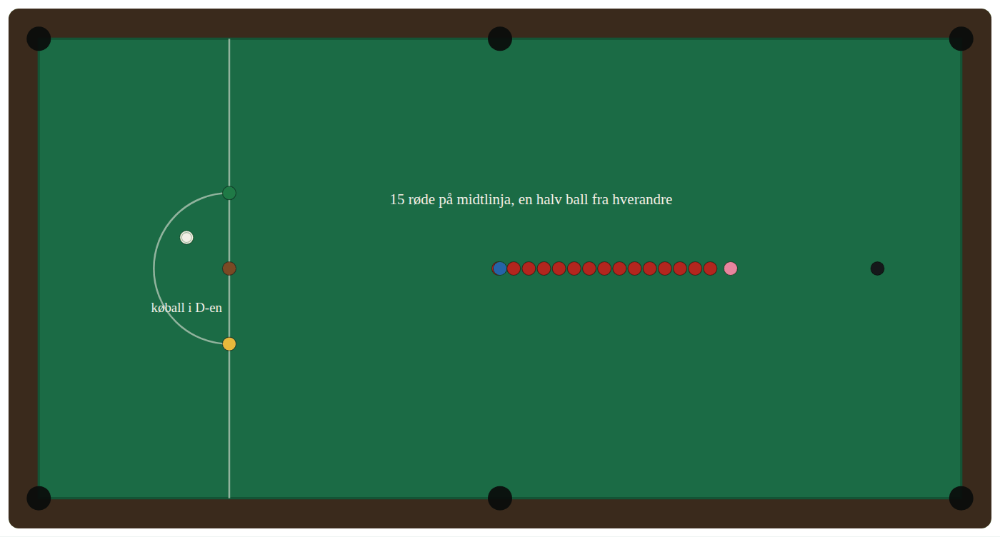 15 røde på midtlinja, en halv ball fra hverandre
køball i D-en